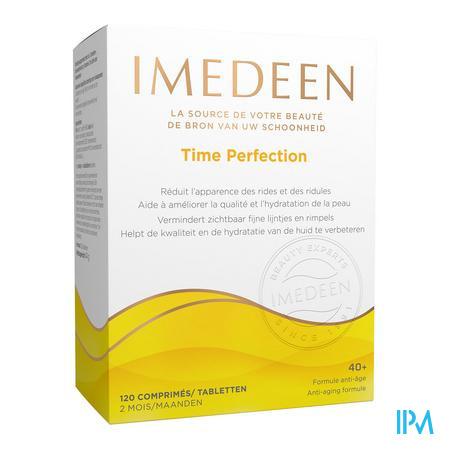 IMEDEEN
LA SOURCE DE VOTRE BEAUTÉ
DE BRON VAN UW SCHOONHEID
Time Perfection
Réduit l'apparence des rides et des ridules
Aide à améliorer la qualité et l'hydratation de la peau
Vermindert zichtbaar fijne lijntjes en rimpels
Helpt de kwaliteit en de hydratatie van de huid te verbeteren
BEAUTY EXPERTS
IMEDEEN
SINCE 1991
40+
Formule anti-âge
Anti-aging formule
120 COMPRIMÉS/ TABLETTEN
2 MOIS/MAANDEN
IPM